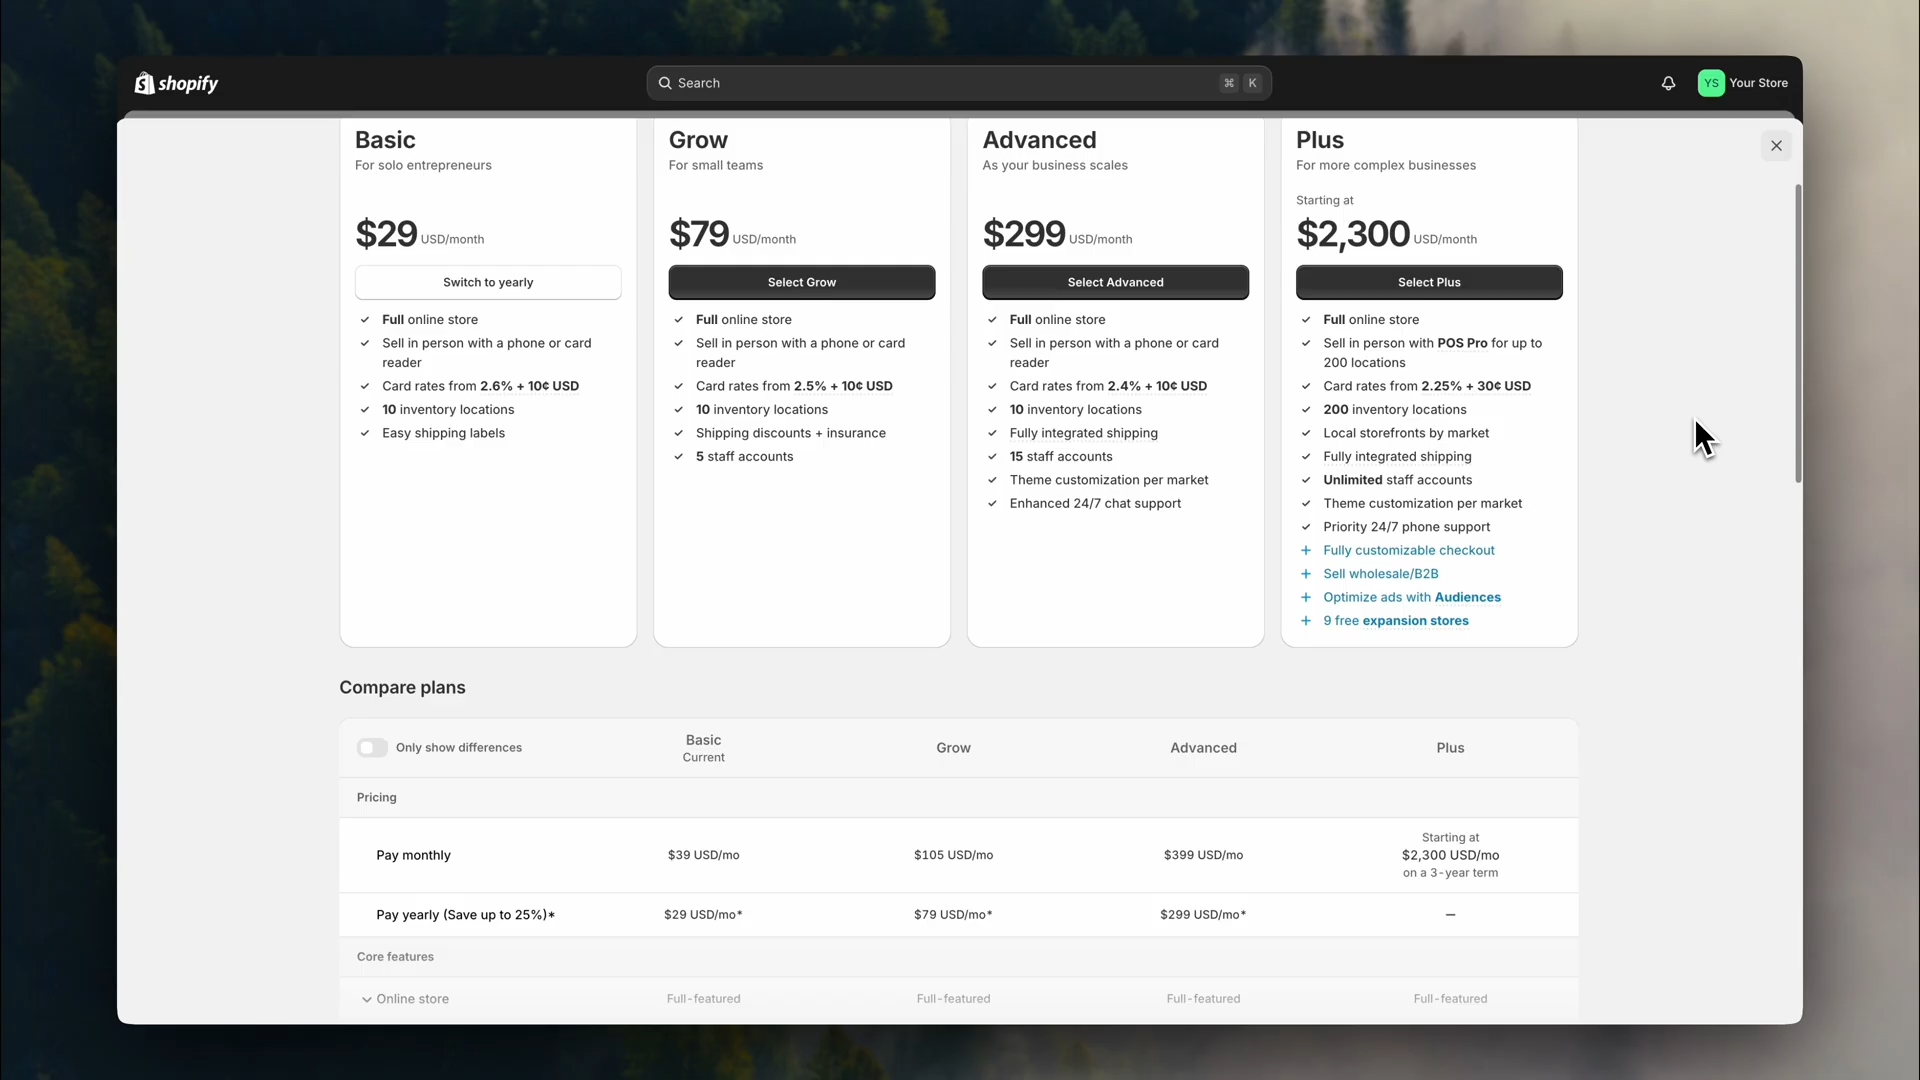 shopify
Search
⌘ K
YS Your Store
Basic
For solo entrepreneurs
$29 USD/month
Switch to yearly
Full online store
Sell in person with a phone or card
reader
Card rates from 2.6% + 10¢ USD
10 inventory locations
Easy shipping labels
Grow
For small teams
$79 USD/month
Select Grow
Full online store
Sell in person with a phone or card
reader
Card rates from 2.5% + 10¢ USD
10 inventory locations
Shipping discounts + insurance
5 staff accounts
Advanced
As your business scales
$299 USD/month
Select Advanced
Full online store
Sell in person with a phone or card
reader
Card rates from 2.4% + 10¢ USD
10 inventory locations
Fully integrated shipping
15 staff accounts
Theme customization per market
Enhanced 24/7 chat support
Plus
For more complex businesses
Starting at
$2,300 USD/month
Select Plus
Full online store
Sell in person with POS Pro for up to
200 locations
Card rates from 2.25% + 30¢ USD
200 inventory locations
Local storefronts by market
Fully integrated shipping
Unlimited staff accounts
Theme customization per market
Priority 24/7 phone support
+ Fully customizable checkout
+ Sell wholesale/B2B
+ Optimize ads with Audiences
+ 9 free expansion stores
Compare plans
Only show differences
Basic
Current
Grow
Advanced
Plus
Pricing
Pay monthly
$39 USD/mo
$105 USD/mo
$399 USD/mo
Starting at
$2,300 USD/mo
on a 3-year term
Pay yearly (Save up to 25%)*
$29 USD/mo*
$79 USD/mo*
$299 USD/mo*
—
Core features
Online store
Full-featured
Full-featured
Full-featured
Full-featured